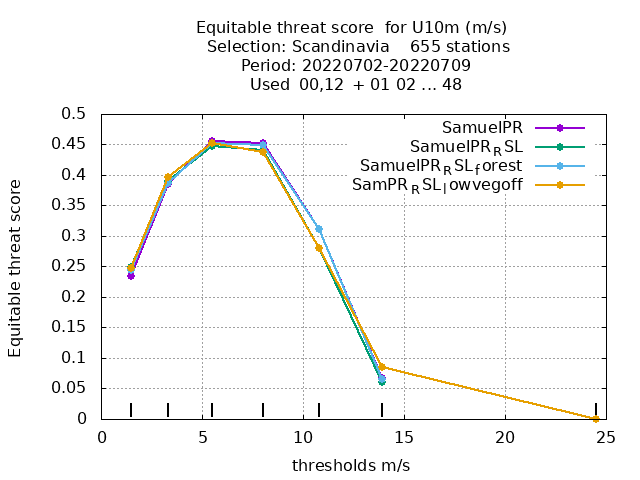 Equitable threat score  for U10m (m/s)
Selection: Scandinavia    655 stations
Period: 20220702-20220709
Used  00,12  + 01 02 ... 48
SamuelPR
SamuelPR_RSL
SamuelPR_RSL_forest
SamPR_RSL_lowvegoff
Equitable threat score
0.5
0.45
0.4
0.35
0.3
0.25
0.2
0.15
0.1
0.05
0
0 5 10 15 20 25
thresholds m/s